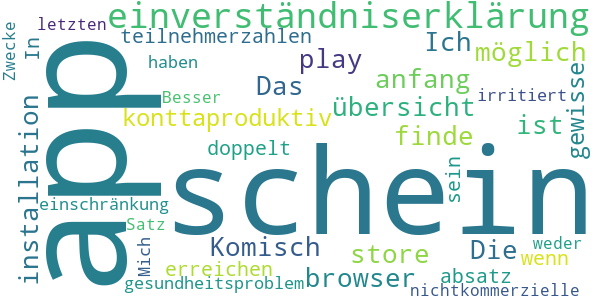 letzten
einverständniserklärung
Zwecke
In
teilnehmerzahlen
Ich
möglich
haben
play
app
Das
anfang
Besser
irritiert
gewisse
installation
konttaproduktiv
übersicht
ist
finde
doppelt
schein
sein
einschränkung
Satz
Mich
Komisch
store
Die
weder
wenn
erreichen
browser
absatz
gesundheitsproblem
nichtkommerzielle